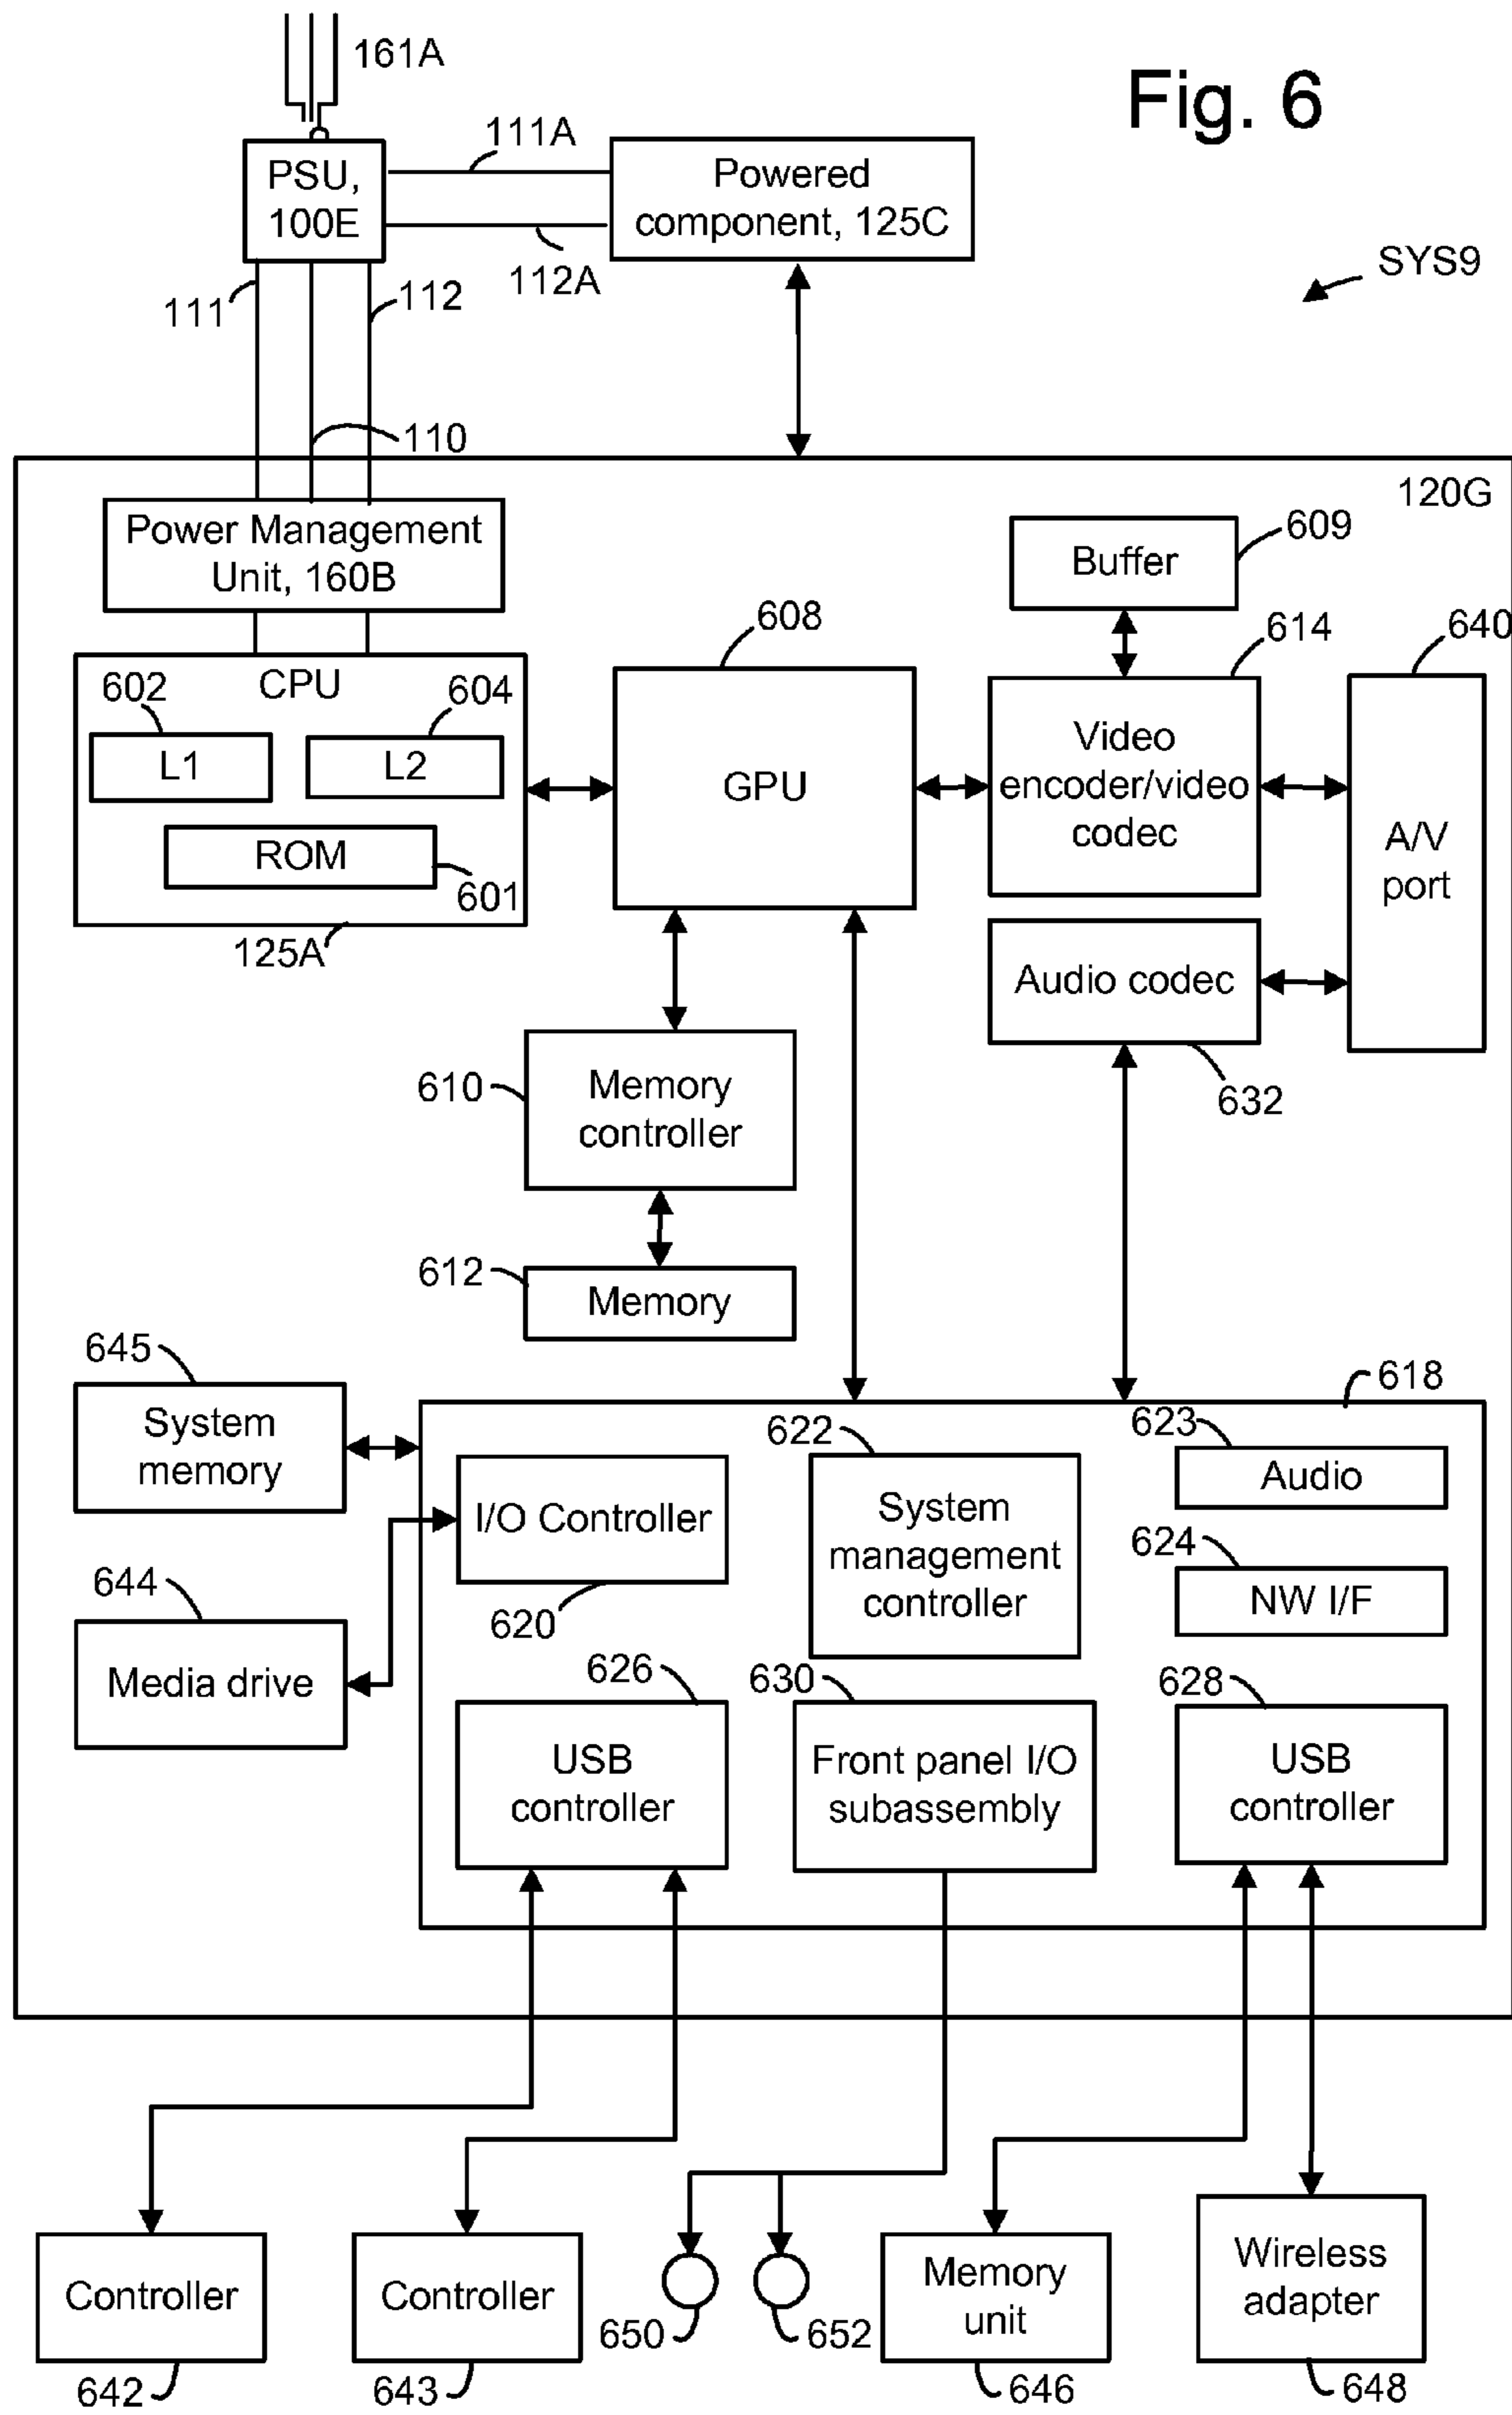 161A
Fig. 6
111A
PSU,
100E
Powered
component, 125C
112A
SYS9
111
112
110
120G
Power Management
Unit, 160B
Buffer
609
608
614
640
CPU
602
604
L1
L2
ROM
601
125A
GPU
Video
encoder/video
codec
A/V
port
Audio codec
632
610
Memory
controller
612
Memory
645
System
memory
618
622
623
Audio
I/O Controller
620
System
management
controller
624
NW I/F
644
Media drive
626
630
628
USB
controller
Front panel I/O
subassembly
USB
controller
Controller
642
Controller
643
650
652
Memory
unit
646
Wireless
adapter
648